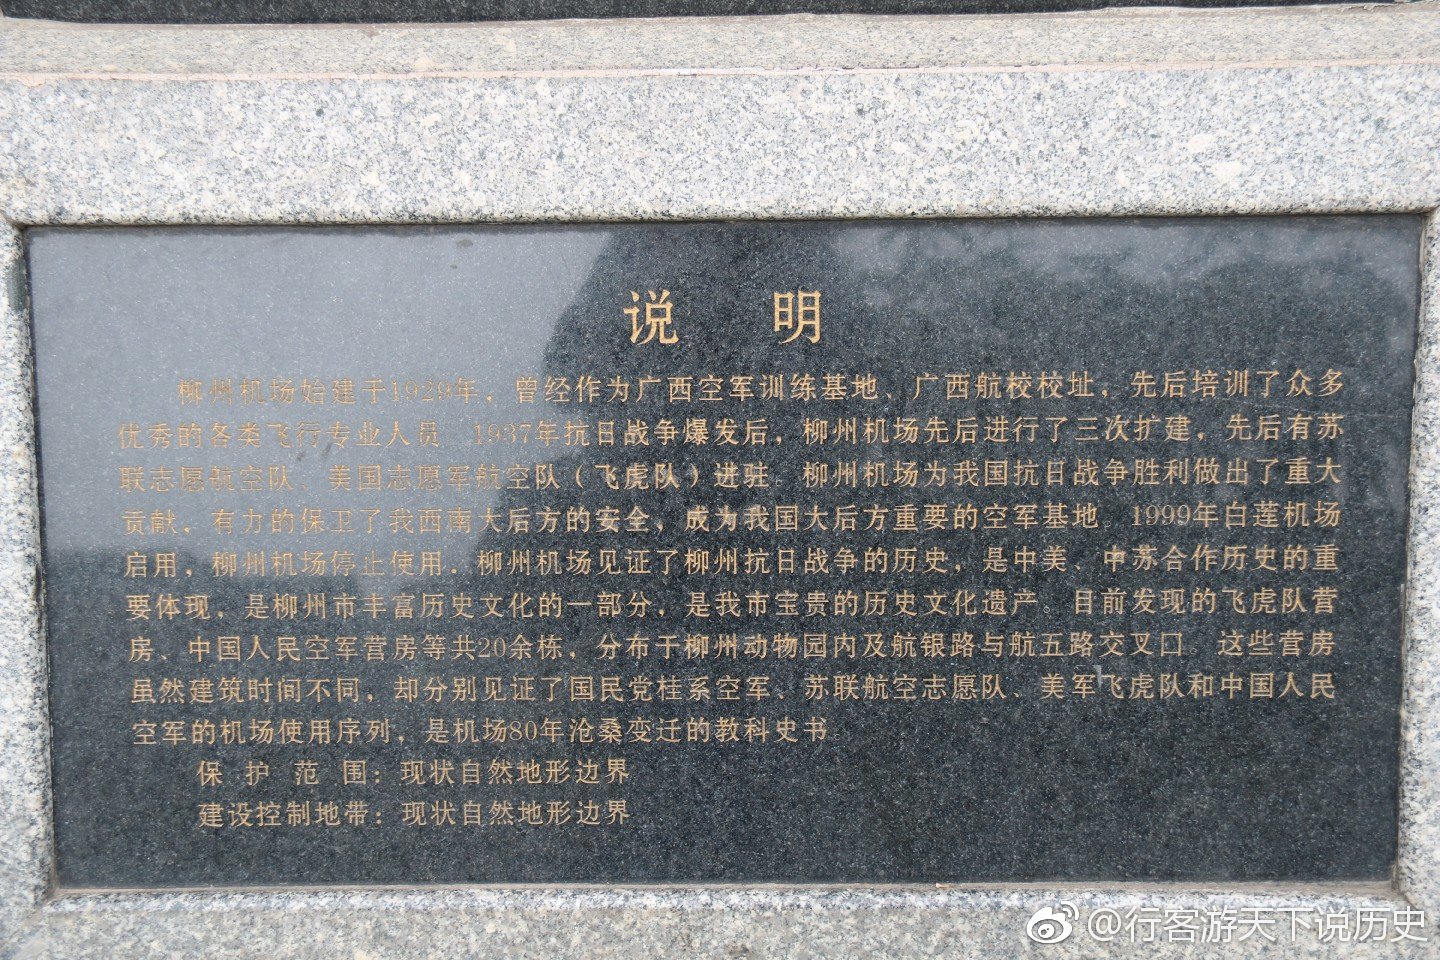 说 明
柳州机场始建于1929年，曾经作为广西空军训练基地、广西航校校址，先后培训了众多
优秀的各类飞行专业人员。1937年抗日战争爆发后，柳州机场先后进行了三次扩建，先后有苏
联志愿航空队、美国志愿军航空队（飞虎队）进驻。柳州机场为我国抗日战争胜利做出了重大
贡献，有力的保卫了我西南大后方的安全，成为我国大后方重要的空军基地。1999年白莲机场
启用，柳州机场停止使用。柳州机场见证了柳州抗日战争的历史，是中美、中苏合作历史的重
要体现，是柳州市丰富历史文化的一部分，是我市宝贵的历史文化遗产。目前发现的飞虎队营
房、中国人民空军营房等共20余栋，分布于柳州动物园内及航银路与航五路交叉口。这些营房
虽然建筑时间不同，却分别见证了国民党桂系空军、苏联航空志愿队、美军飞虎队和中国人民
空军的机场使用序列，是机场80年沧桑变迁的教科史书
保护范围：现状自然地形边界
建设控制地带：现状自然地形边界
@行客游天下说历史